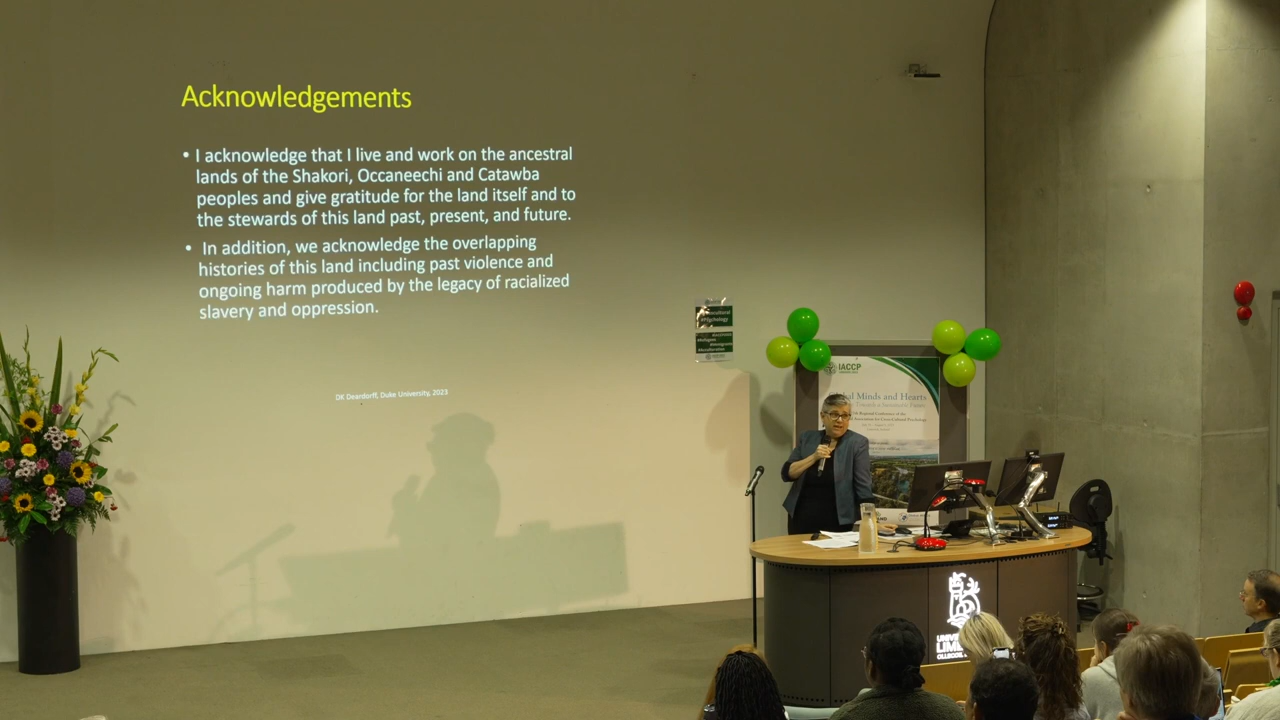 Acknowledgements
• I acknowledge that I live and work on the ancestral
lands of the Shakori, Occaneechi and Catawba
peoples and give gratitude for the land itself and to
the stewards of this land past, present, and future.
• In addition, we acknowledge the overlapping
histories of this land including past violence and
ongoing harm produced by the legacy of racialized
slavery and oppression.
DK Deardorff, Duke University, 2023
#Psychology
IACCP
Minds and Hearts